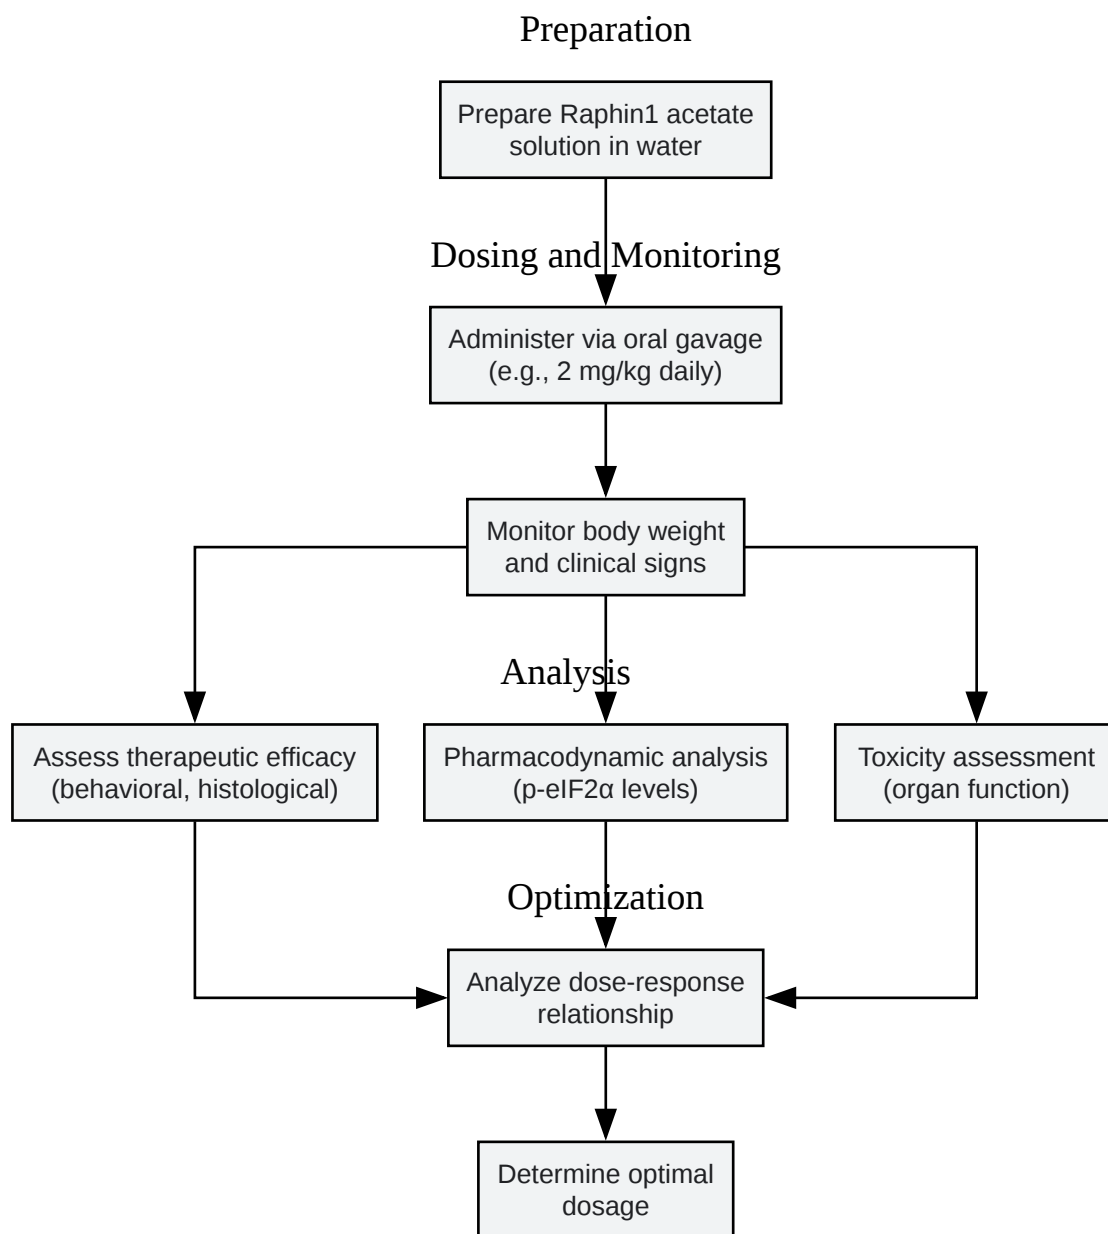 Preparation
Prepare Raphin1 acetate
solution in water
Dosing and Monitoring
Administer via oral gavage
(e.g., 2 mg/kg daily)
Monitor body weight
and clinical signs
Analysis
Assess therapeutic efficacy
(behavioral, histological)
Pharmacodynamic analysis
(p-eIF2α levels)
Toxicity assessment
(organ function)
Optimization
Analyze dose-response
relationship
Determine optimal
dosage